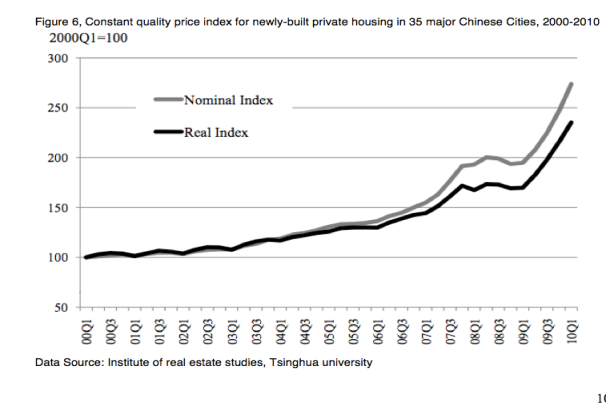 Figure 6, Constant quality price index for newly-built private housing in 35 major Chinese Cities, 2000-2010
2000Q1=100
300
250
200
150
100
50
Nominal Index
Real Index
00Q1
00Q3
01Q1
01Q3
02Q1
02Q3
03Q1
03Q3
04Q1
04Q3
05Q1
05Q3
06Q1
06Q3
07Q1
07Q3
08Q1
08Q3
09Q1
09Q3
10Q1
Data Source: Institute of real estate studies, Tsinghua university